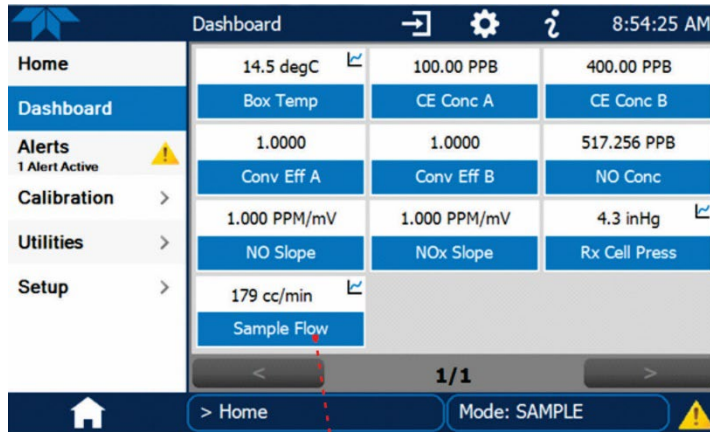 Dashboard
8:54:25 AM
Home
Dashboard
Alerts
1 Alert Active
Calibration >
Utilities >
Setup >
14.5 degC
Box Temp
100.00 PPB
CE Conc A
400.00 PPB
CE Conc B
1.0000
Conv Eff A
1.0000
Conv Eff B
517.256 PPB
NO Conc
1.000 PPM/mV
NO Slope
1.000 PPM/mV
NOx Slope
4.3 inHg
Rx Cell Press
179 cc/min
Sample Flow
< 1/1 >
> Home
Mode: SAMPLE